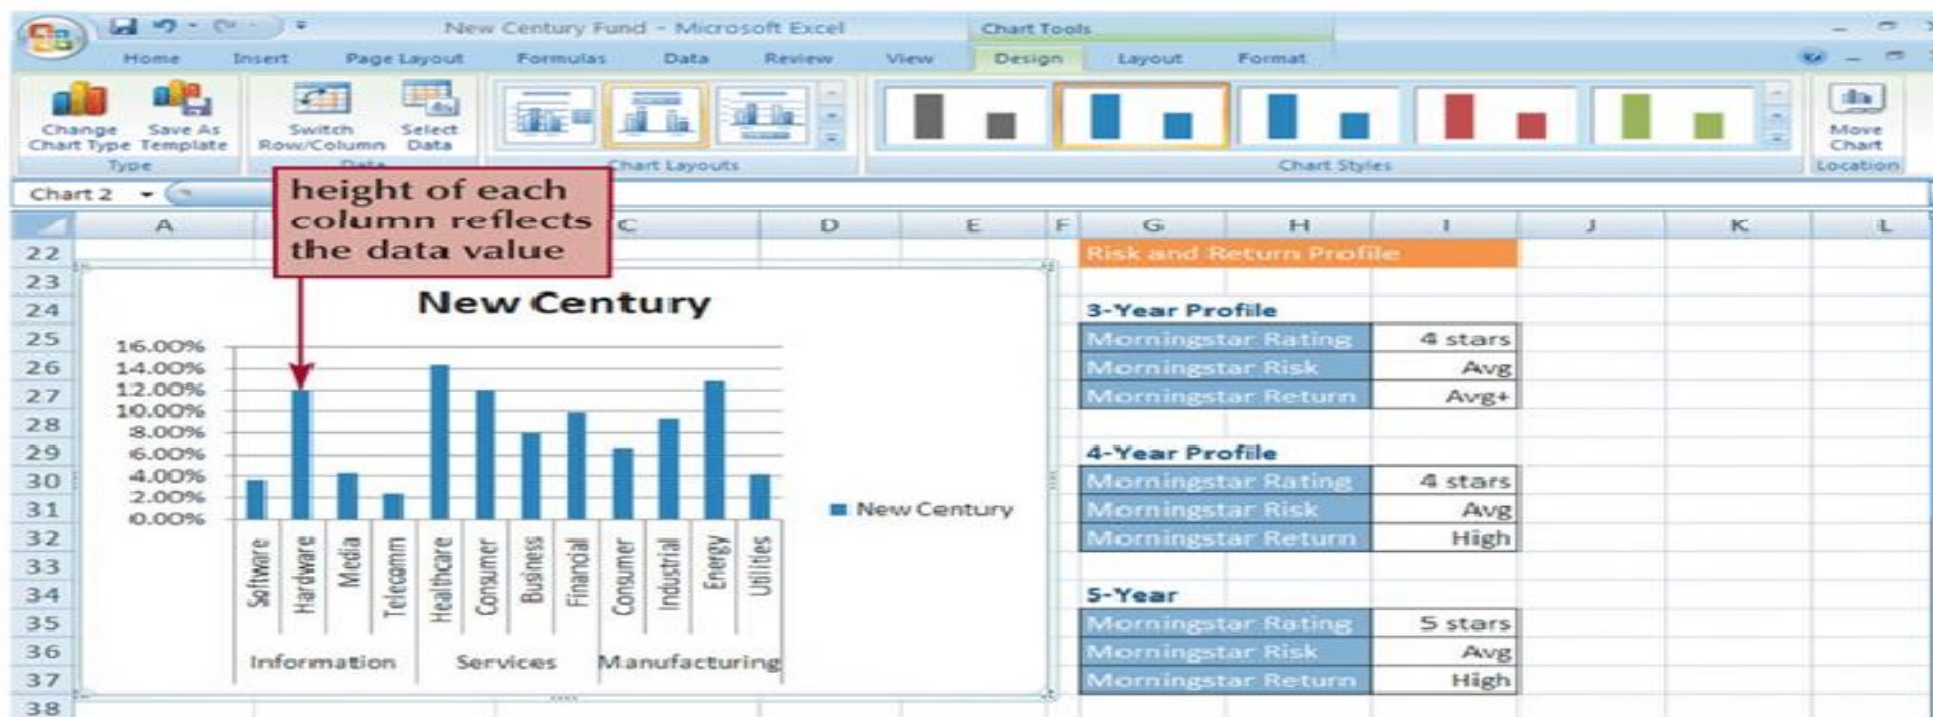 New Century Fund - Microsoft Excel
Chart Tools
Home Insert Page Layout Formulas Data Review View Design Layout Format
Change Chart Type
Save As Template
Switch Row/Column
Select Data
Move Chart
Type
Data
Chart Layouts
Chart Styles
Location
Chart 2
height of each
column reflects
the data value
A C D E F G H I J K L
22
23
24
25
26
27
28
29
30
31
32
33
34
35
36
37
38
New Century
16.00%
14.00%
12.00%
10.00%
8.00%
6.00%
4.00%
2.00%
0.00%
Software
Hardware
Media
Telecomm
Healthcare
Consumer
Business
Financial
Consumer
Industrial
Energy
Utilities
Information Services Manufacturing
New Century
Risk and Return Profile
3-Year Profile
Morningstar Rating 4 stars
Morningstar Risk Avg
Morningstar Return Avg+
4-Year Profile
Morningstar Rating 4 stars
Morningstar Risk Avg
Morningstar Return High
5-Year
Morningstar Rating 5 stars
Morningstar Risk Avg
Morningstar Return High